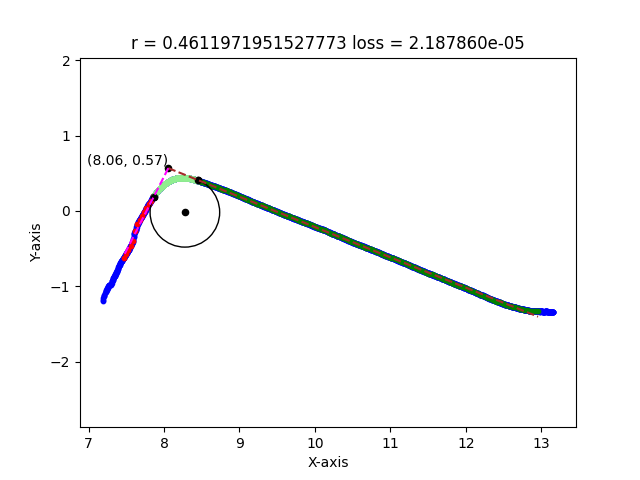 r = 0.4611971951527773 loss = 2.187860e-05
2
1
0
−1
−2
Y-axis
(8.06, 0.57)
7 8 9 10 11 12 13
X-axis